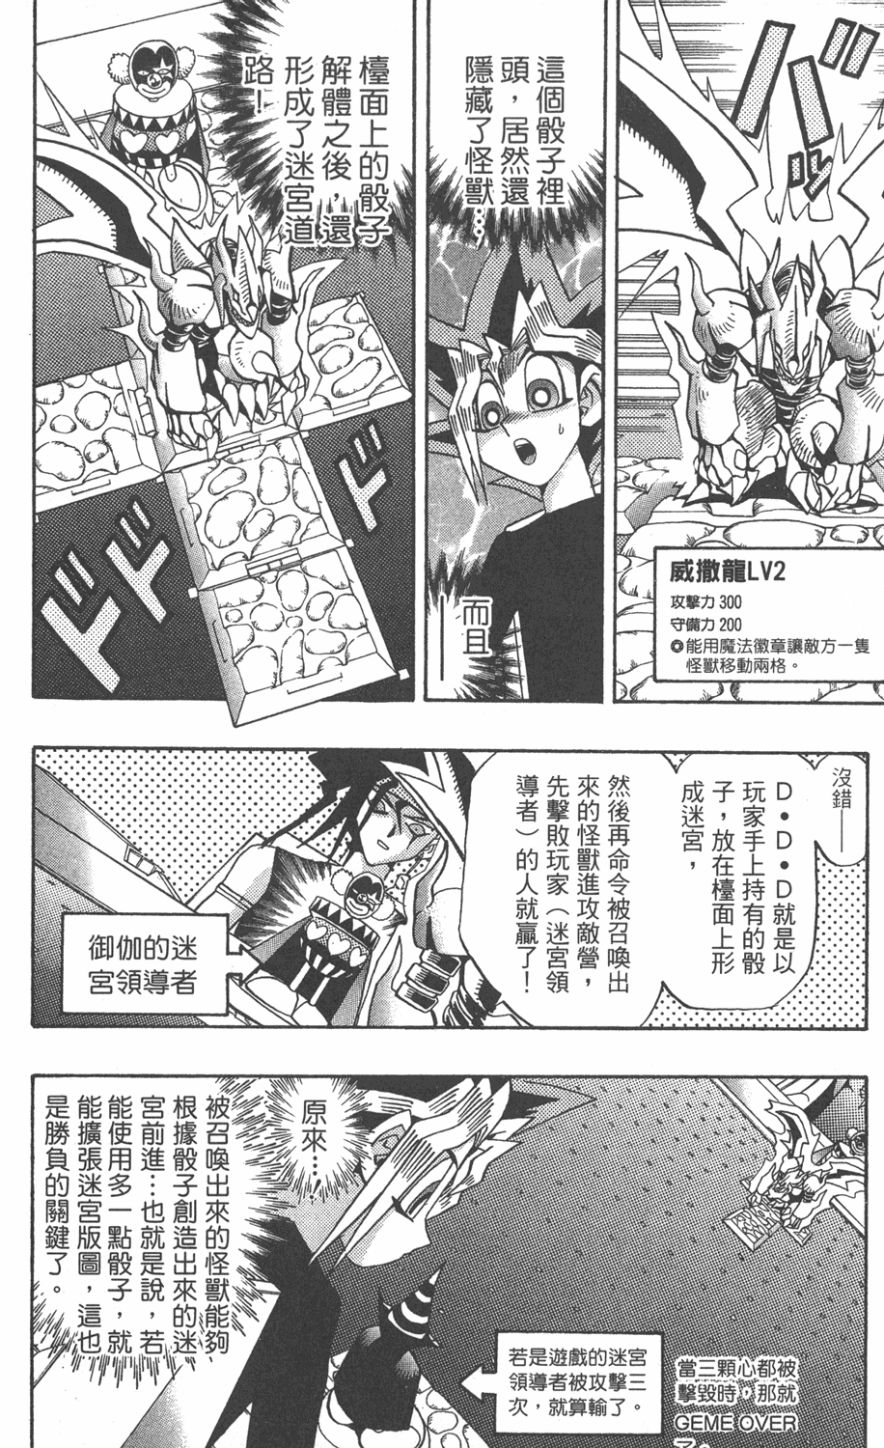 威撒龍LV2
攻擊力 300
守備力 200
◎能用魔法徽章讓敵方一隻
怪獸移動兩格。
這個骰子裡
頭，居然還
隱藏了怪獸…
而且——
檯面上的骰子
解體之後，還
形成了迷宮道
路！
ドドド
沒錯——
D•D•D就是以
玩家手上持有的骰
子，放在檯面上形
成迷宮，
然後再命令被召喚出
來的怪獸進攻敵營，
先擊敗玩家（迷宮領
導者）的人就贏了！
御伽的迷
宮領導者
當三顆心都被
擊毀時，那就
GEME OVER
若是遊戲的迷宮
領導者被攻擊三
次，就算輸了。
原來…
被召喚出來的怪獸能夠
根據骰子創造出來的迷
宮前進…也就是說，若
能使用多一點骰子，就
能擴張迷宮版圖，這也
是勝負的關鍵了。